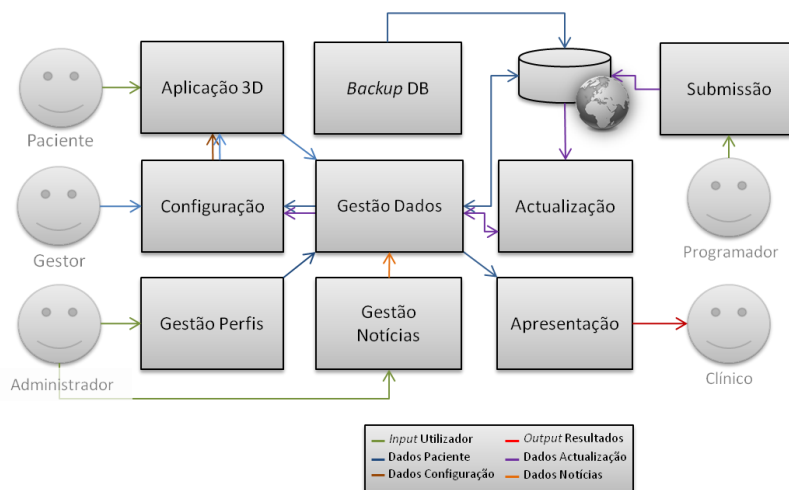 Aplicação 3D
Backup DB
Submissão
Paciente
Configuração
Gestão Dados
Actualização
Gestor
Programador
Gestão Perfis
Gestão
Notícias
Apresentação
Administrador
Clínico
Input Utilizador
Output Resultados
Dados Paciente
Dados Actualização
Dados Configuração
Dados Notícias